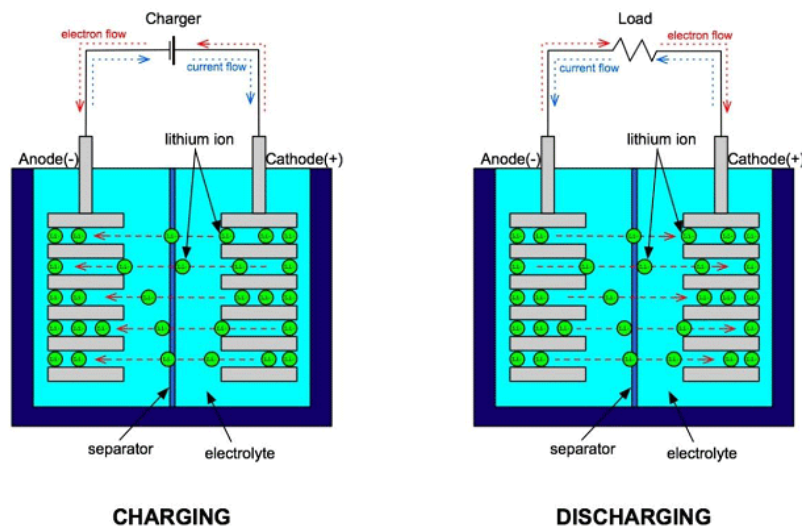 Charger
electron flow
current flow
lithium ion
Anode(-)
Cathode(+)
separator
electrolyte
CHARGING
Load
electron flow
current flow
lithium ion
Anode(-)
Cathode(+)
separator
electrolyte
DISCHARGING